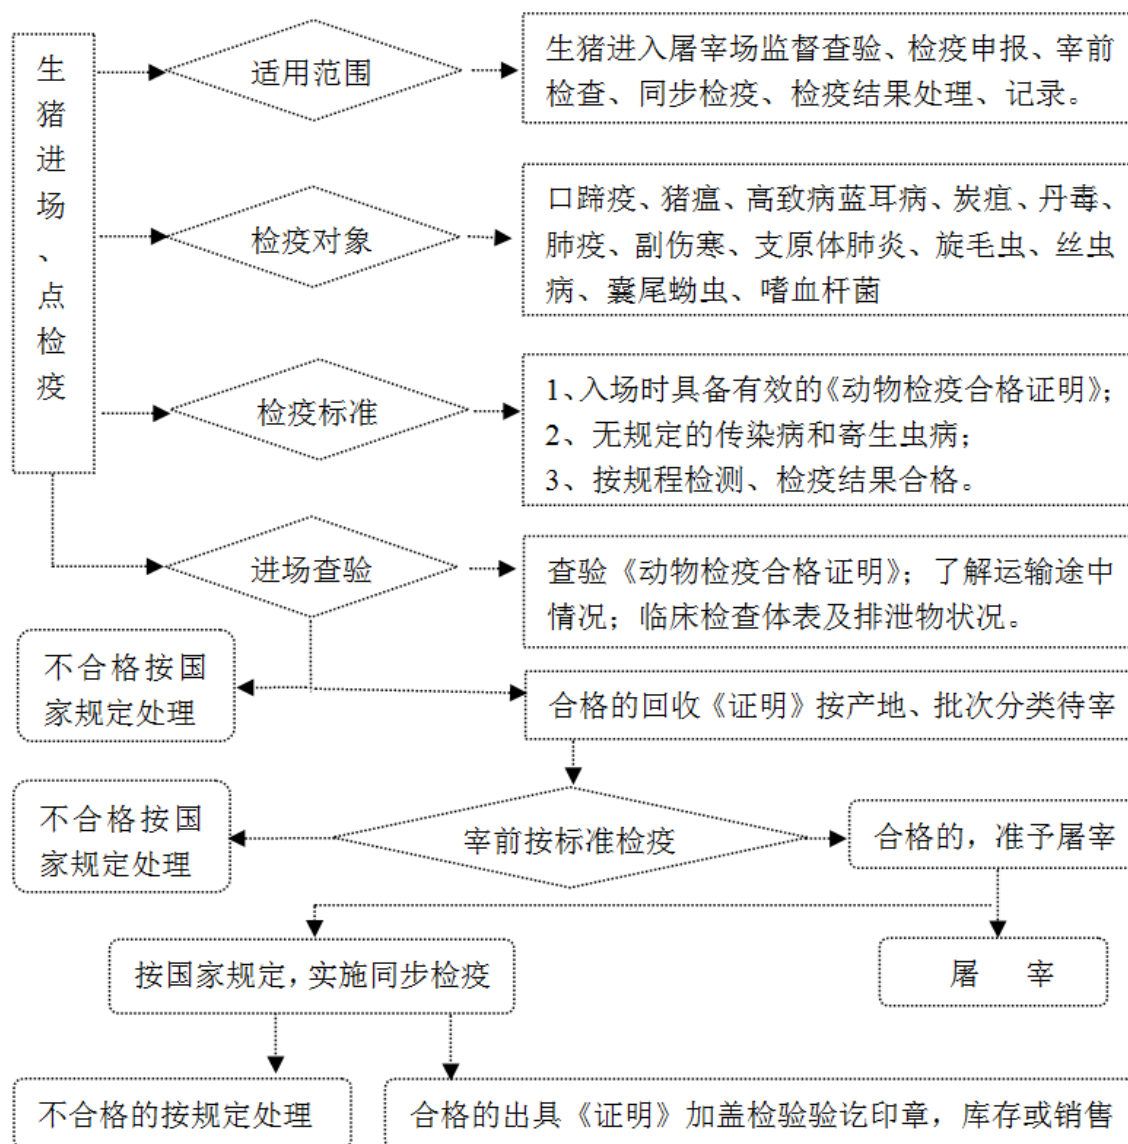 生猪进场、点检疫
适用范围
生猪进入屠宰场监督查验、检疫申报、宰前
检查、同步检疫、检疫结果处理、记录。
检疫对象
口蹄疫、猪瘟、高致病蓝耳病、炭疽、丹毒、
肺疫、副伤寒、支原体肺炎、旋毛虫、丝虫
病、囊尾蚴虫、嗜血杆菌
检疫标准
1、入场时具备有效的《动物检疫合格证明》；
2、无规定的传染病和寄生虫病；
3、按规程检测、检疫结果合格。
进场查验
查验《动物检疫合格证明》；了解运输途中
情况；临床检查体表及排泄物状况。
不合格按国
家规定处理
合格的回收《证明》按产地、批次分类待宰
不合格按国
家规定处理
宰前按标准检疫
合格的，准予屠宰
按国家规定，实施同步检疫
屠 宰
不合格的按规定处理
合格的出具《证明》加盖检验验讫印章，库存或销售